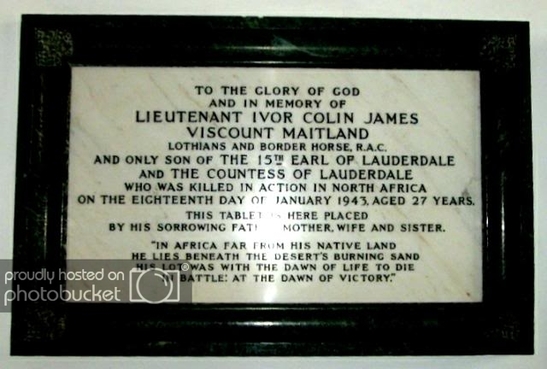 TO THE GLORY OF GOD
AND IN MEMORY OF
LIEUTENANT IVOR COLIN JAMES
VISCOUNT MAITLAND
LOTHIANS AND BORDER HORSE, R.A.C.
AND ONLY SON OF THE 15TH EARL OF LAUDERDALE
AND THE COUNTESS OF LAUDERDALE
WHO WAS KILLED IN ACTION IN NORTH AFRICA
ON THE EIGHTEENTH DAY OF JANUARY 1943, AGED 27 YEARS.
THIS TABLET IS HERE PLACED
BY HIS SORROWING MOTHER, WIFE AND SISTER.
"IN AFRICA FAR FROM HIS NATIVE LAND
HE LIES BENEATH THE DESERT'S BURNING SAND
HIS LOT WAS WITH THE DAWN OF LIFE TO DIE
IN BATTLE: AT THE DAWN OF VICTORY."
proudly hosted on
photobucket